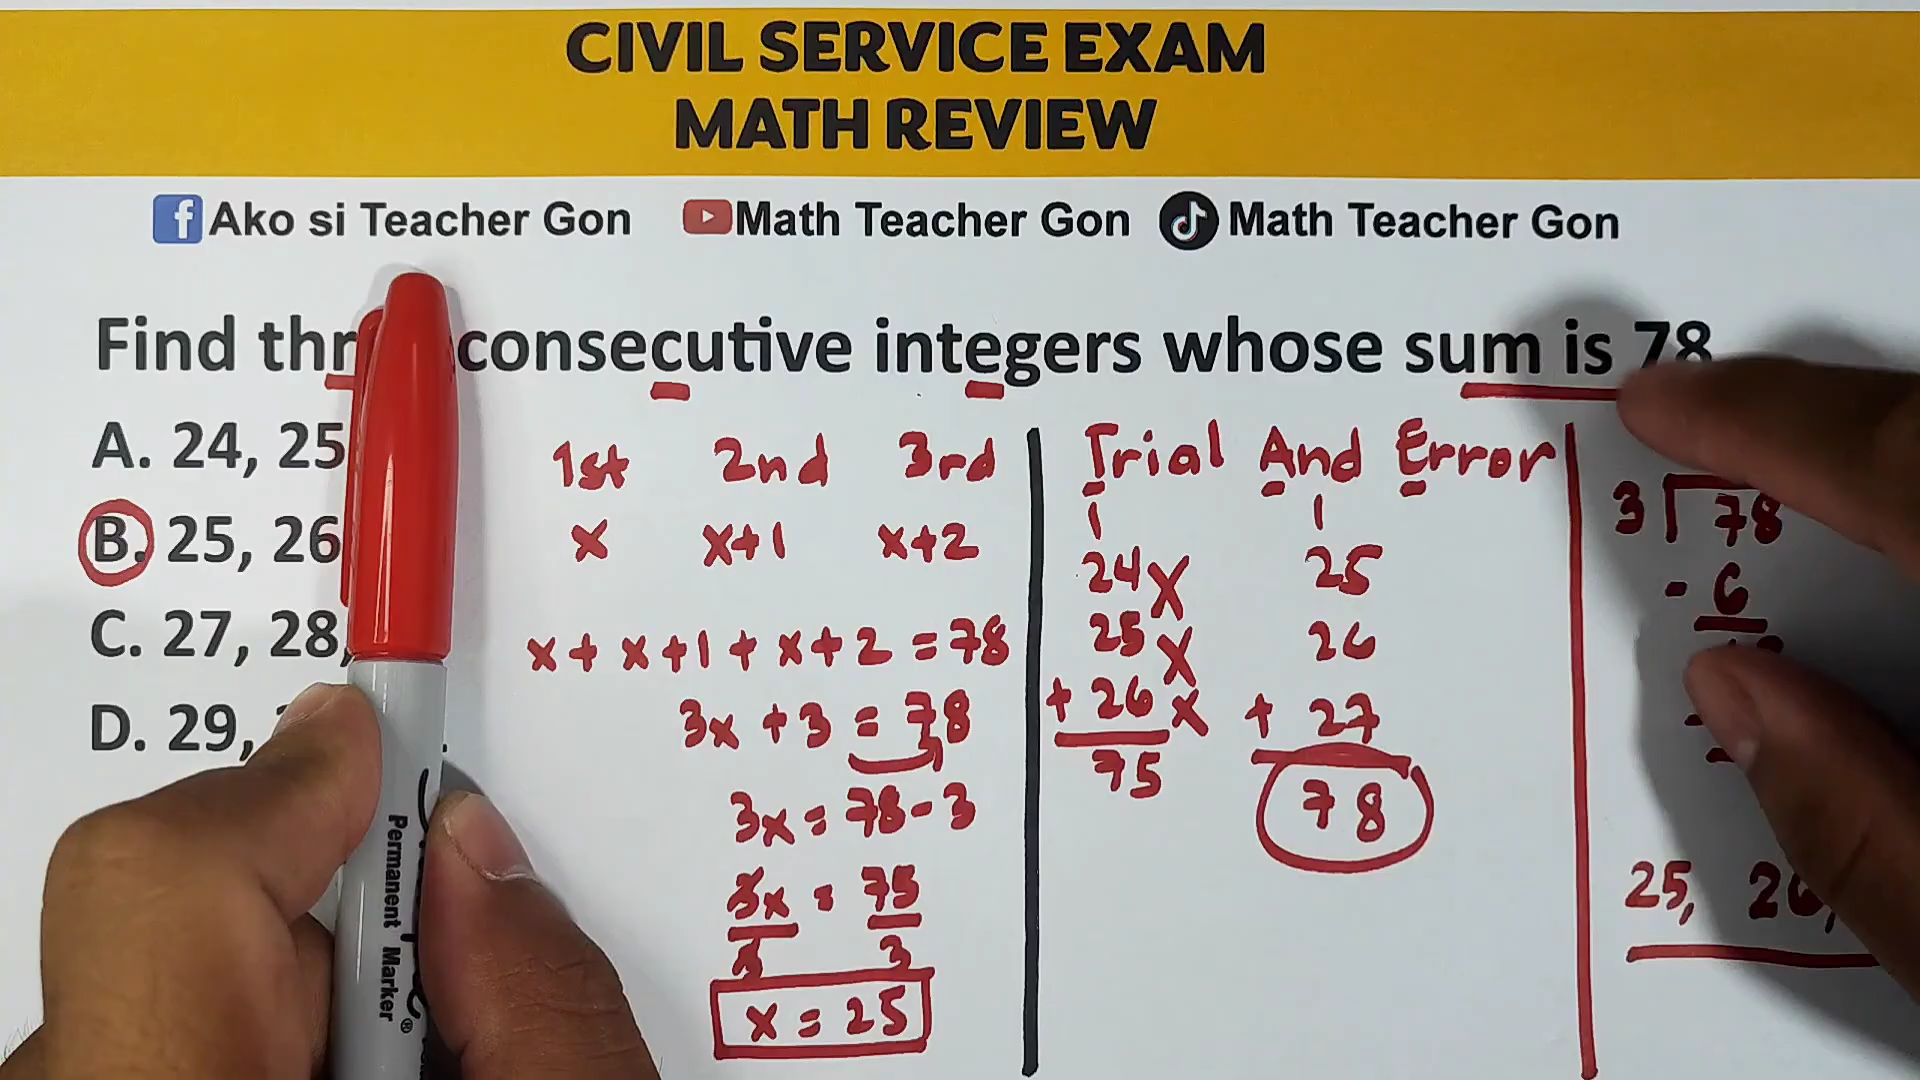 CIVIL SERVICE EXAM
MATH REVIEW
Ako si Teacher Gon Math Teacher Gon Math Teacher Gon
Find consecutive integers whose sum is 78
A. 24, 25
B. 25, 26
C. 27, 28,
D. 29,
1st 2nd 3rd
x x+1 x+2
x + x+1 + x+2 = 78
3x + 3 = 78
3x = 78 - 3
3x = 75
3 3
x = 25
Trial And Error
1 1
24 x 25
25 x 26
+ 26 x + 27
75 78
3 78
- 6
25, 26,
Permanent Marker